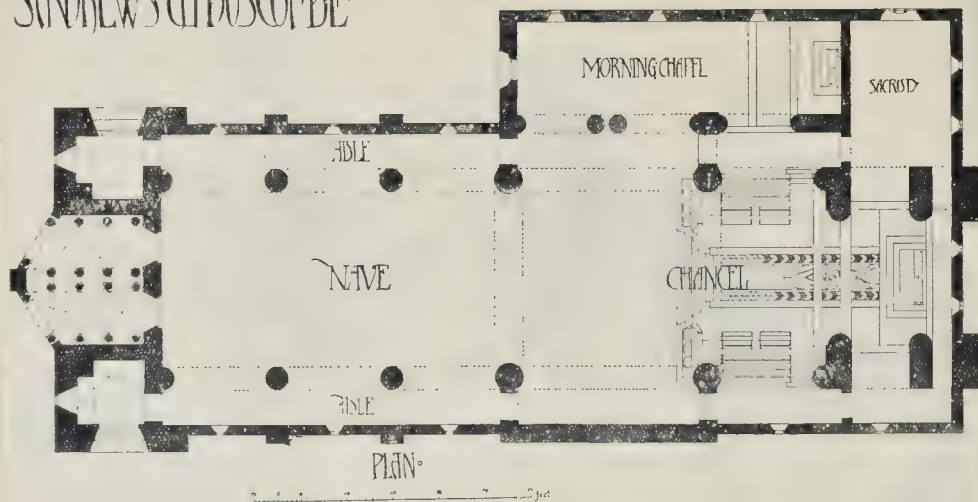 MORNING CHAPEL
SACRISTY
AISLE
NAVE
CHANCEL
AISLE
PLAN